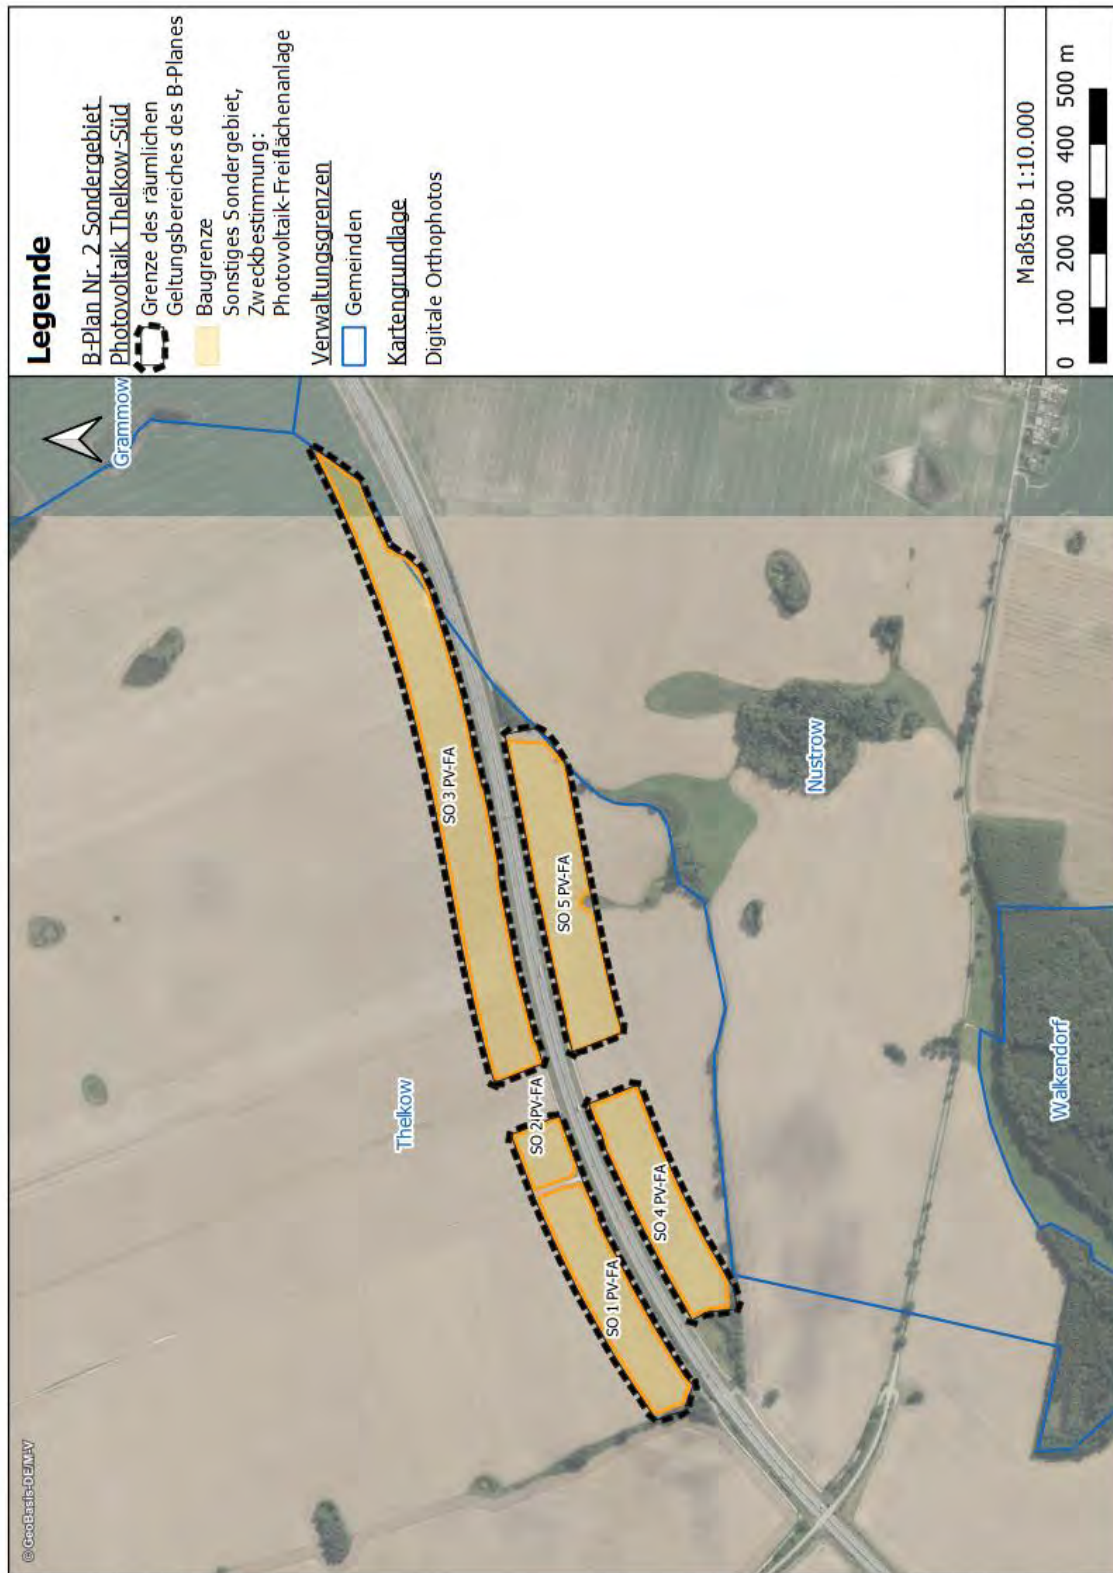 © GeoBasis-DE/M-V
Grammow
Thelkow
SO 3 PV-FA
SO 2 PV-FA
SO 1 PV-FA
SO 5 PV-FA
SO 4 PV-FA
Nustrow
Walkendorf
Legende
B-Plan Nr. 2 Sondergebiet
Photovoltaik Thelkow-Süd
Grenze des räumlichen
Geltungsbereiches des B-Planes
Baugrenze
Sonstiges Sondergebiet,
Zweckbestimmung:
Photovoltaik-Freiflächenanlage
Verwaltungsgrenzen
Gemeinden
Kartengrundlage
Digitale Orthophotos
Maßstab 1:10.000
0 100 200 300 400 500 m